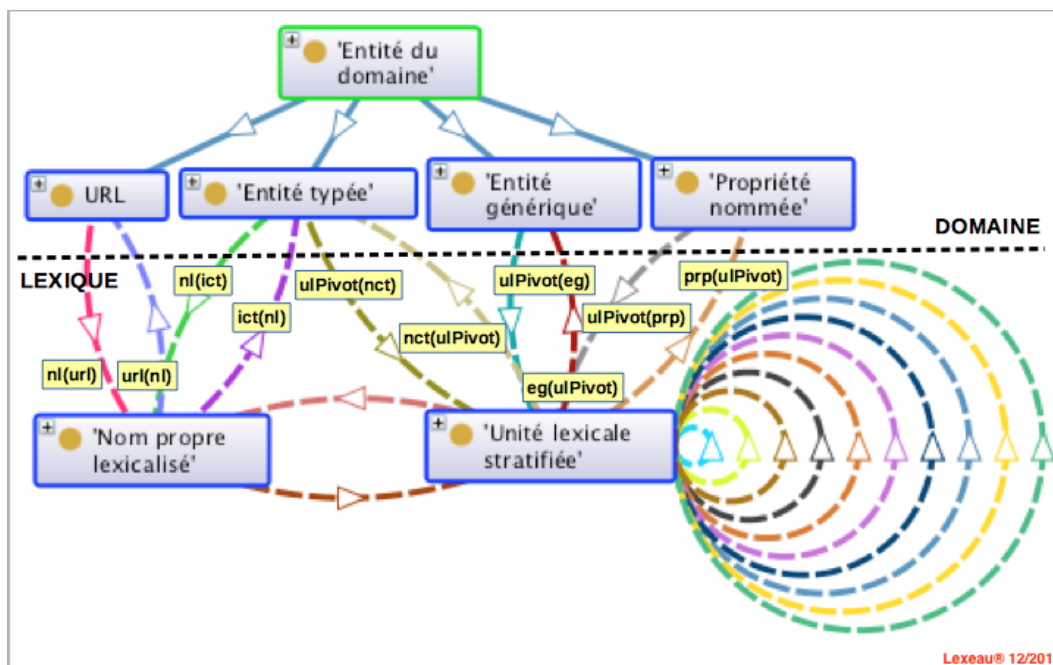 'Entité du
domaine'
URL
'Entité typée'
'Entité
générique'
'Propriété
nommée'
DOMAINE
LEXIQUE
nl(ict)
ulPivot(nct)
ulPivot(eg)
prp(ulPivot)
ict(nl)
ulPivot(prp)
nct(ulPivot)
nl(url)
url(nl)
eg(ulPivot)
'Nom propre
lexicalisé'
'Unité lexicale
stratifiée'
Lexeau® 12/201